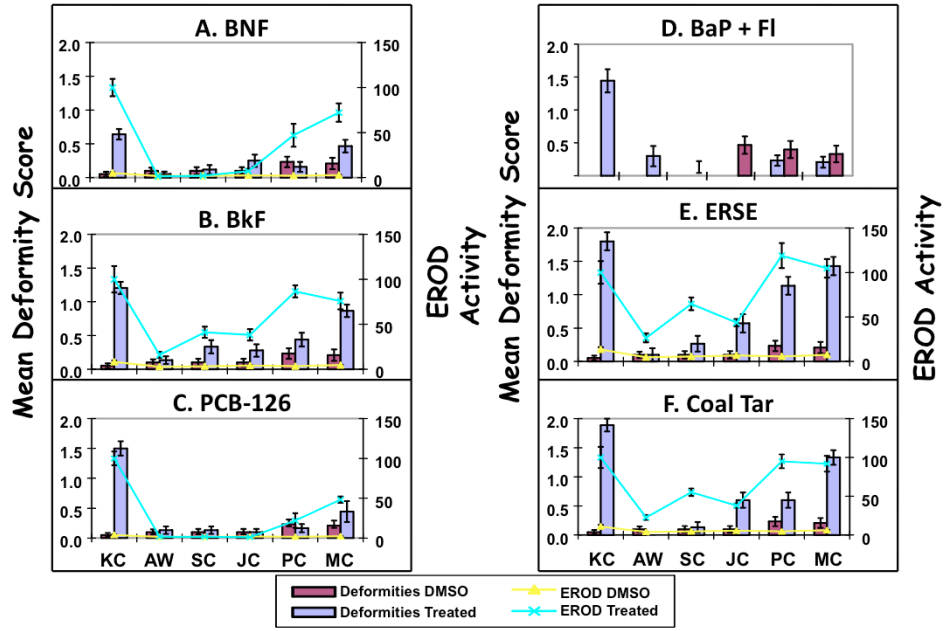 A. BNF
2.0
1.5
1.0
0.5
0.0
150
100
50
0
B. BkF
2.0
1.5
1.0
0.5
0.0
150
100
50
0
C. PCB-126
2.0
1.5
1.0
0.5
0.0
150
100
50
0
KC AW SC JC PC MC
Mean Deformity Score
EROD
Activity
D. BaP + Fl
2.0
1.5
1.0
0.5
E. ERSE
2.0
1.5
1.0
0.5
0.0
150
100
50
0
F. Coal Tar
2.0
1.5
1.0
0.5
0.0
150
100
50
0
KC AW SC JC PC MC
Mean Deformity Score
EROD Activity
Deformities DMSO
EROD DMSO
Deformities Treated
EROD Treated